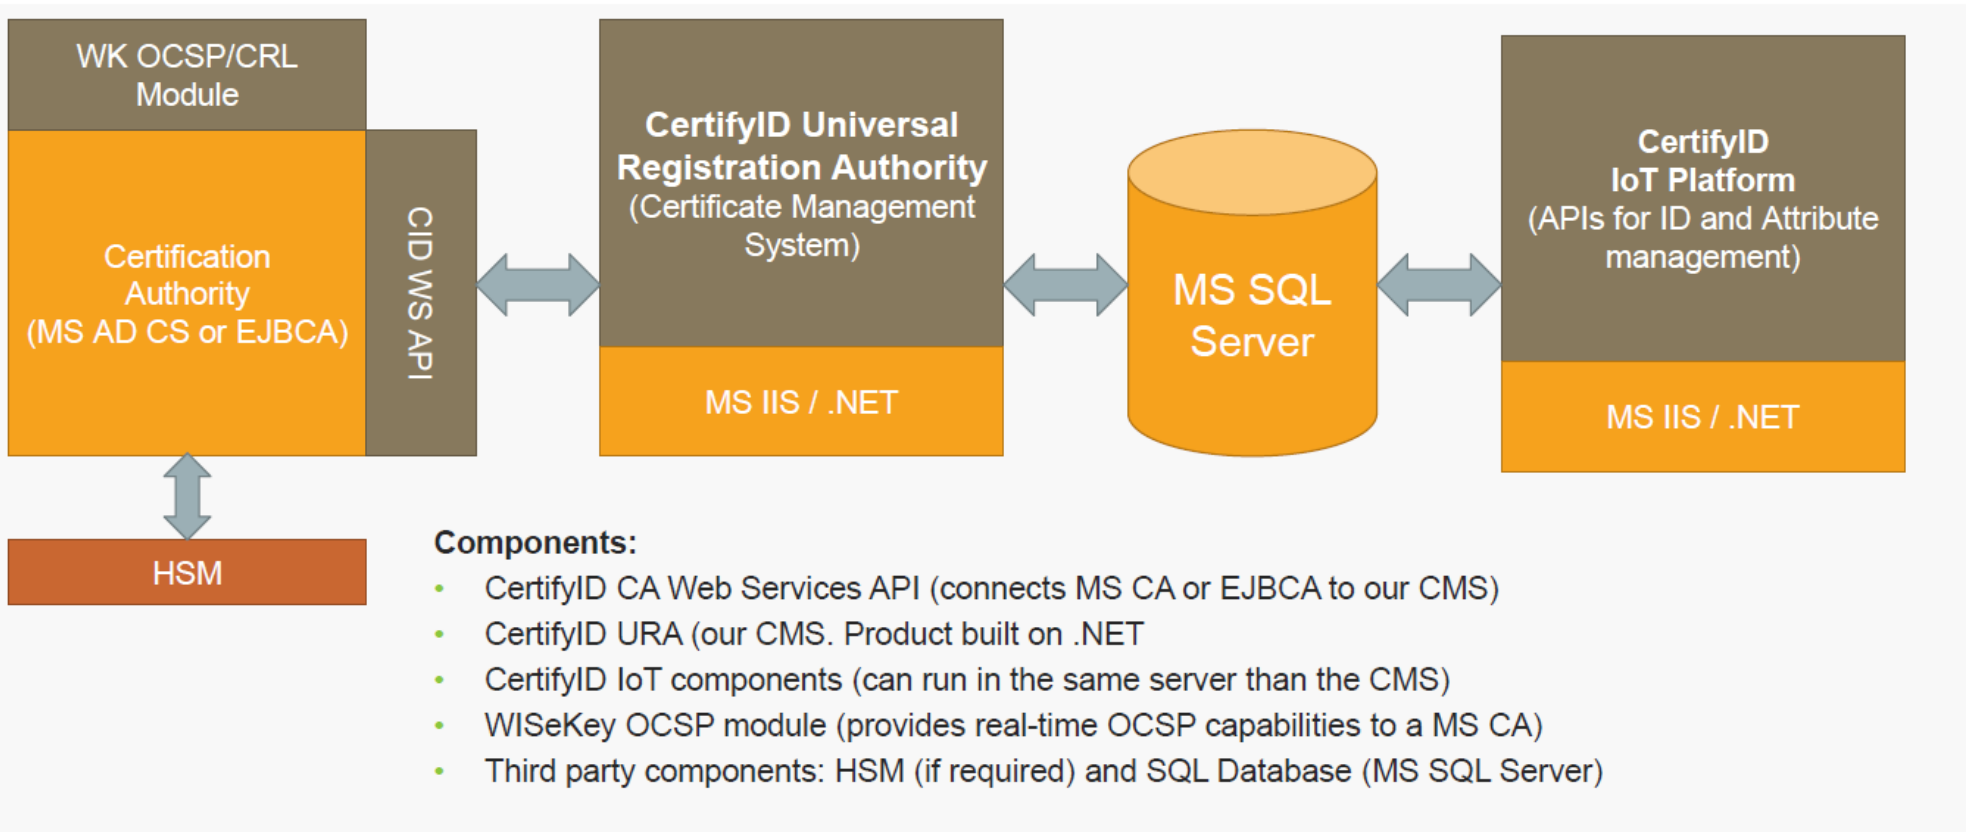 WK OCSP/CRL
Module
Certification
Authority
(MS AD CS or EJBCA)
CID WS API
HSM
CertifyID Universal
Registration Authority
(Certificate Management
System)
MS IIS / .NET
MS SQL
Server
CertifyID
IoT Platform
(APIs for ID and Attribute
management)
MS IIS / .NET
Components:
• CertifyID CA Web Services API (connects MS CA or EJBCA to our CMS)
• CertifyID URA (our CMS. Product built on .NET
• CertifyID IoT components (can run in the same server than the CMS)
• WISeKey OCSP module (provides real-time OCSP capabilities to a MS CA)
• Third party components: HSM (if required) and SQL Database (MS SQL Server)